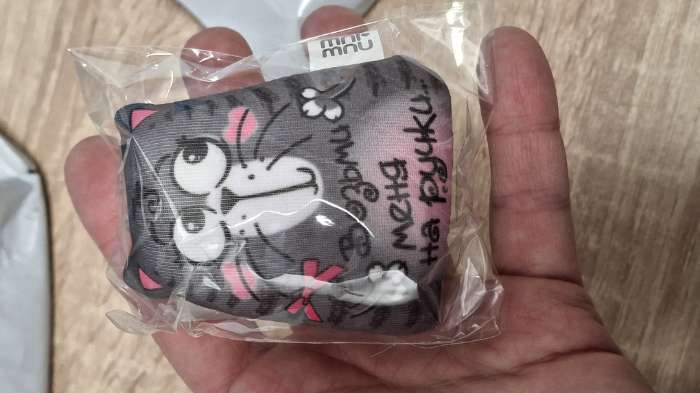 Возьми
меня
на ручки...